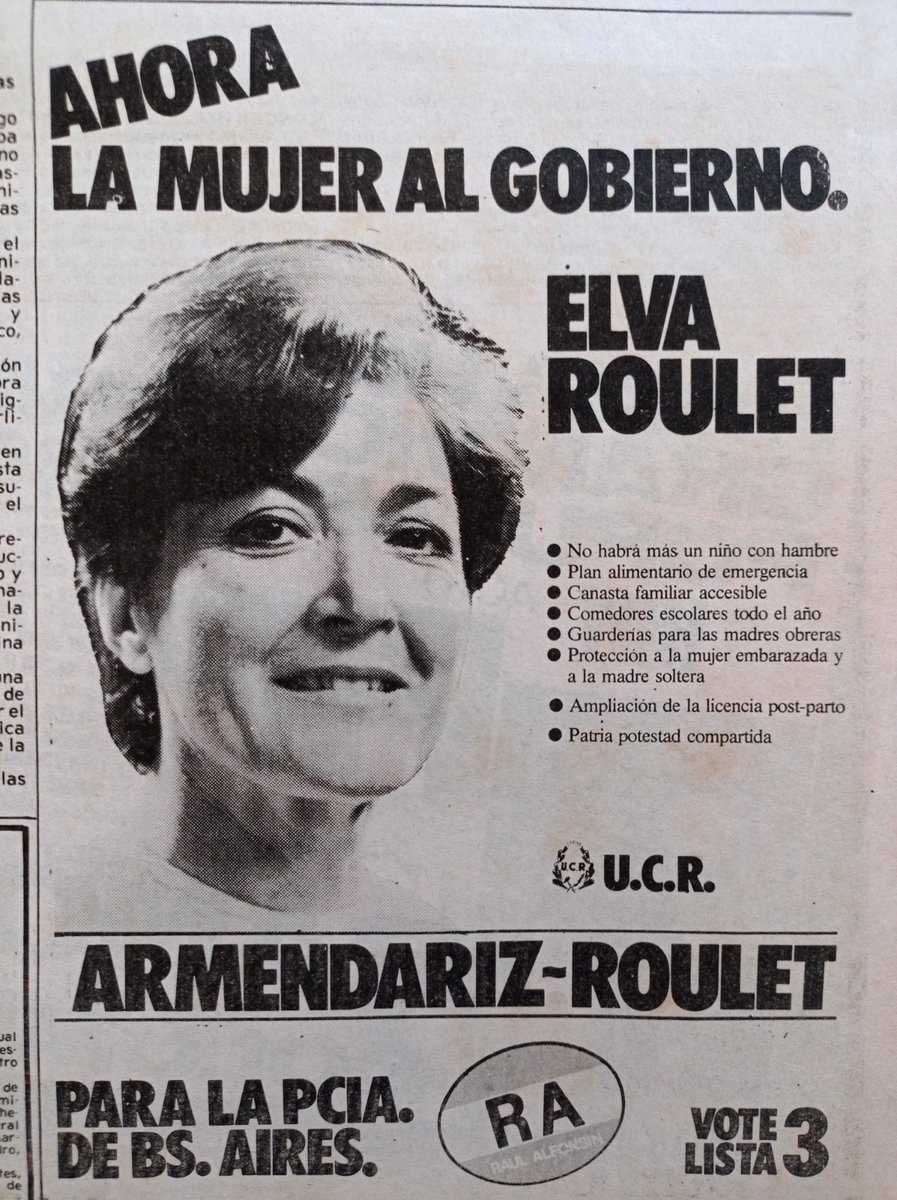 AHORA
LA MUJER AL GOBIERNO.
ELVA
ROULET
● No habrá más un niño con hambre
● Plan alimentario de emergencia
● Canasta familiar accesible
● Comedores escolares todo el año
● Guarderías para las madres obreras
● Protección a la mujer embarazada y
a la madre soltera
● Ampliación de la licencia post-parto
● Patria potestad compartida
U.C.R. U.C.R.
ARMENDARIZ-ROULET
PARA LA PCIA.
DE BS. AIRES.
RA
RAUL ALFONSIN
VOTE
LISTA 3